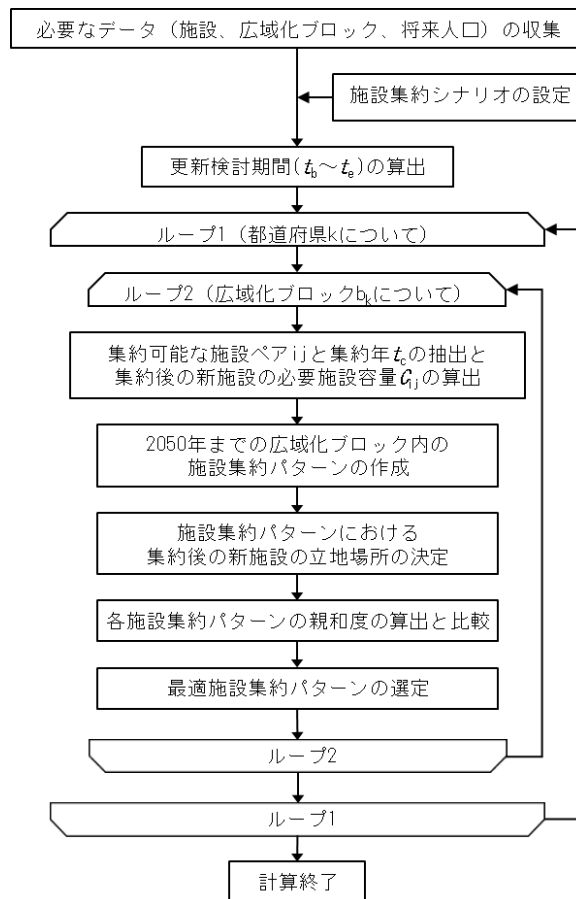 必要なデータ（施設、広域化ブロック、将来人口）の収集
施設集約シナリオの設定
更新検討期間(t_b～t_e)の算出
ループ1（都道府県kについて）
ループ2（広域化ブロックb_kについて）
集約可能な施設ペアijと集約年t_cの抽出と
集約後の新施設の必要施設容量C_ijの算出
2050年までの広域化ブロック内の
施設集約パターンの作成
施設集約パターンにおける
集約後の新施設の立地場所の決定
各施設集約パターンの親和度の算出と比較
最適施設集約パターンの選定
ループ2
ループ1
計算終了